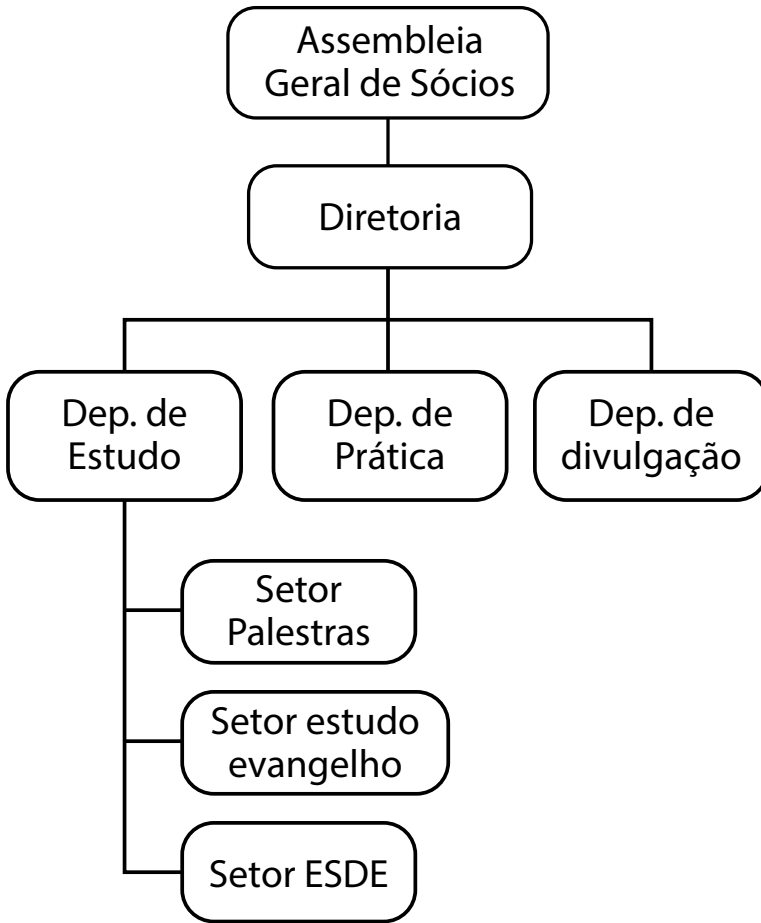 Assembleia
Geral de Sócios
Diretoria
Dep. de
Estudo
Dep. de
Prática
Dep. de
divulgação
Setor
Palestras
Setor estudo
evangelho
Setor ESDE